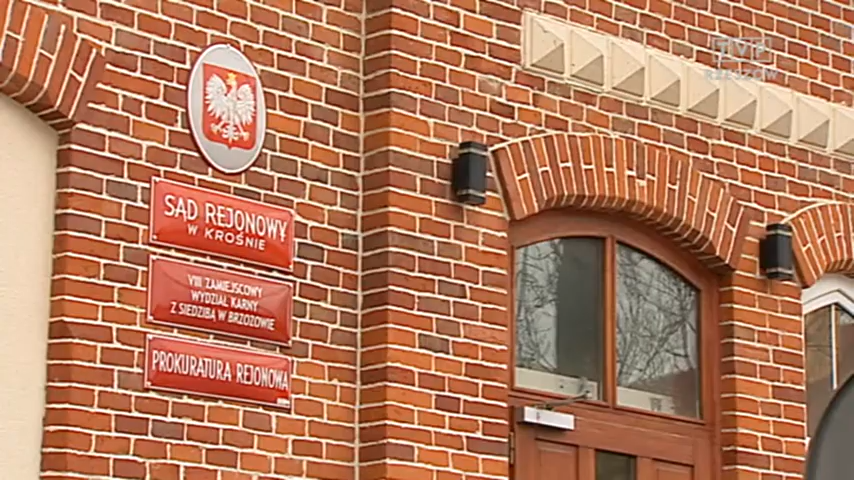 TVP
RZESZÓW
SĄD REJONOWY
W KROŚNIE
VIII ZAMIEJSCOWY
WYDZIAŁ KARNY
Z SIEDZIBĄ W BRZOZOWIE
PROKURATURA REJONOWA